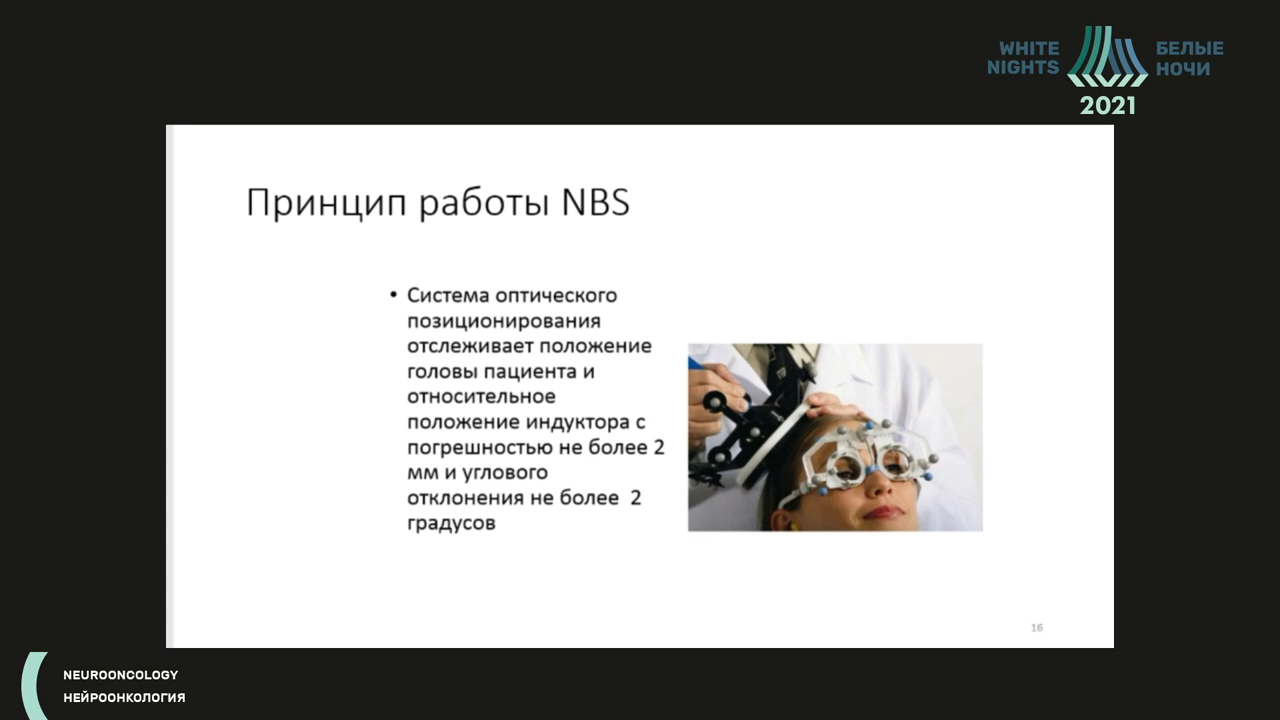 WHITE
NIGHTS
БЕЛЫЕ
НОЧИ
2021
Принцип работы NBS
• Система оптического
позиционирования
отслеживает положение
головы пациента и
относительное
положение индуктора с
погрешностью не более 2
мм и углового
отклонения не более 2
градусов
16
NEUROONCOLOGY
НЕЙРООНКОЛОГИЯ